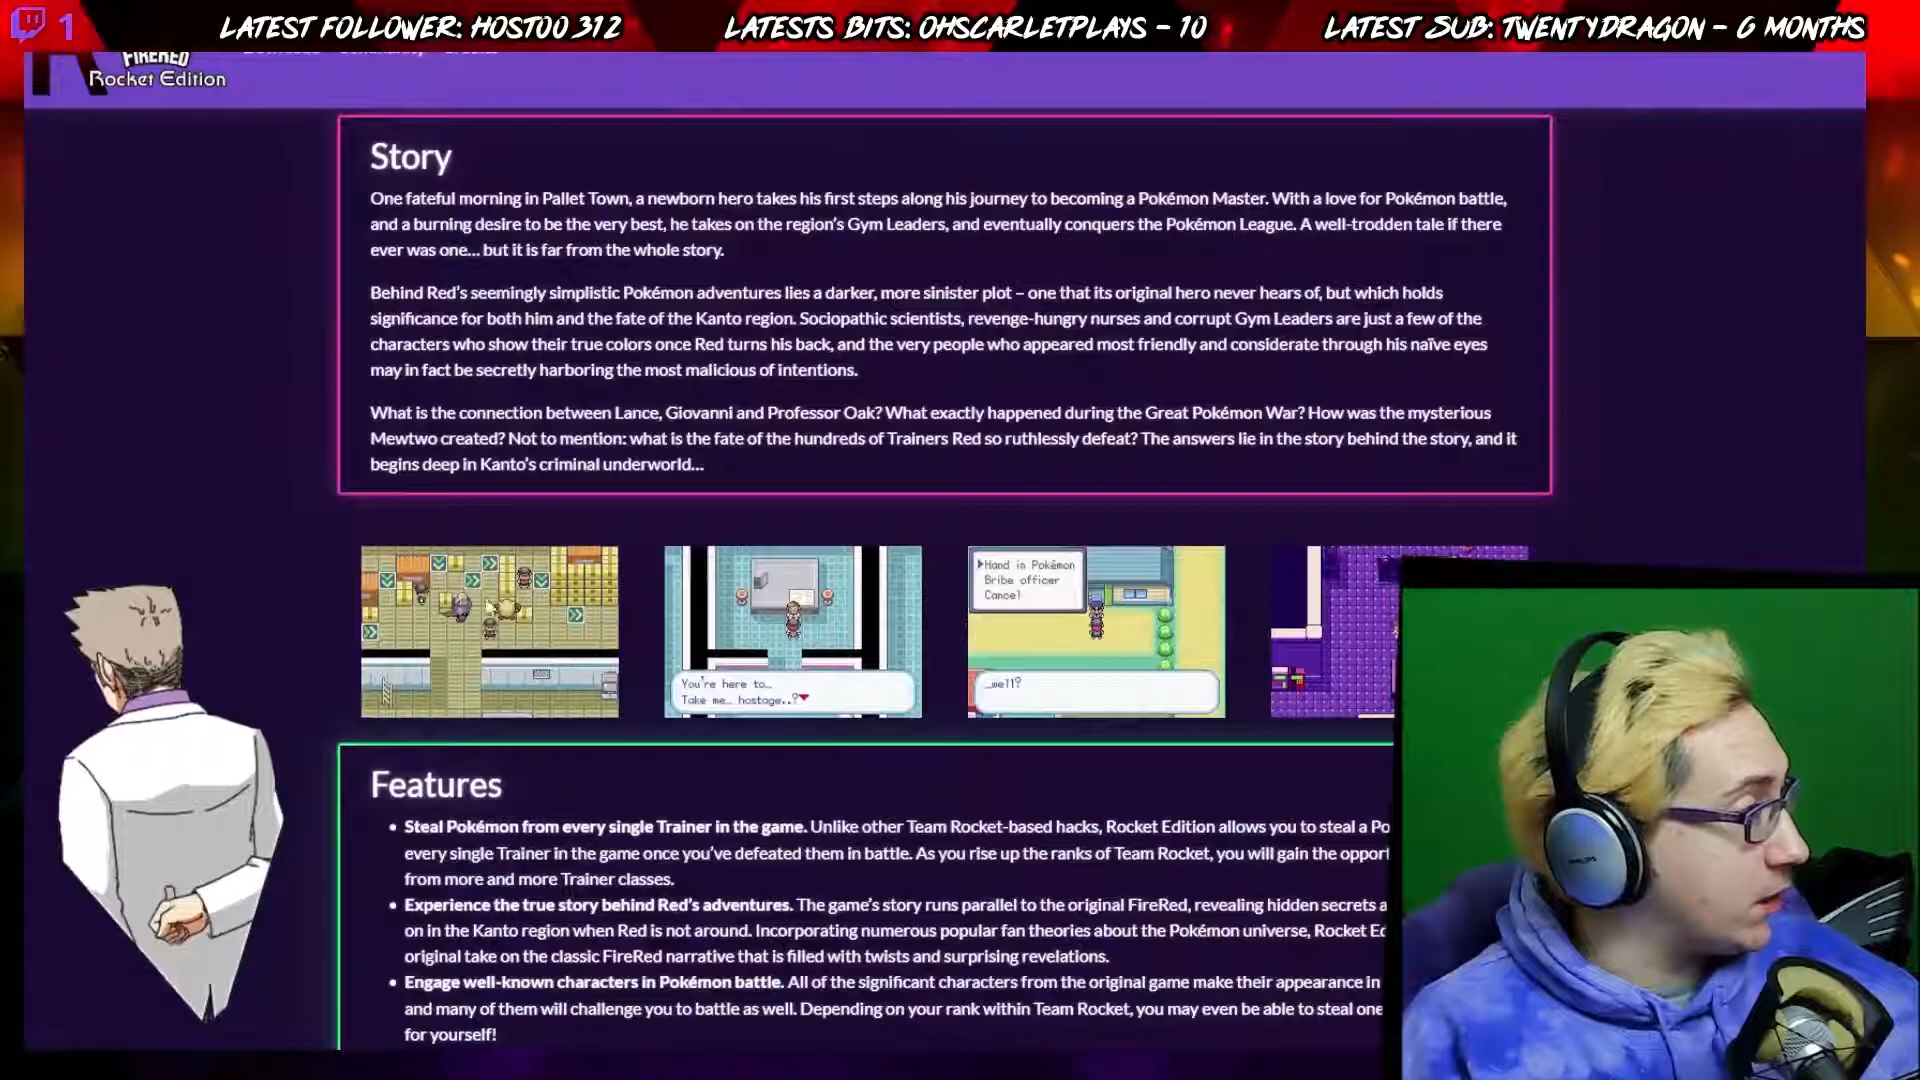 1 LATEST FOLLOWER: HOSTOO312 LATESTS BITS: OHSCARLETPLAYS - 10 LATEST SUB: TWENTYDRAGON - 6 MONTHS
FIRERED
Rocket Edition
Story
One fateful morning in Pallet Town, a newborn hero takes his first steps along his journey to becoming a Pokémon Master. With a love for Pokémon battle,
and a burning desire to be the very best, he takes on the region's Gym Leaders, and eventually conquers the Pokémon League. A well-trodden tale if there
ever was one... but it is far from the whole story.
Behind Red's seemingly simplistic Pokémon adventures lies a darker, more sinister plot – one that its original hero never hears of, but which holds
significance for both him and the fate of the Kanto region. Sociopathic scientists, revenge-hungry nurses and corrupt Gym Leaders are just a few of the
characters who show their true colors once Red turns his back, and the very people who appeared most friendly and considerate through his naïve eyes
may in fact be secretly harboring the most malicious of intentions.
What is the connection between Lance, Giovanni and Professor Oak? What exactly happened during the Great Pokémon War? How was the mysterious
Mewtwo created? Not to mention: what is the fate of the hundreds of Trainers Red so ruthlessly defeat? The answers lie in the story behind the story, and it
begins deep in Kanto's criminal underworld...
You're here to...
Take me... hostage..?
Hand in Pokémon
Bribe officer
Cancel
...well?
Features
• Steal Pokémon from every single Trainer in the game. Unlike other Team Rocket-based hacks, Rocket Edition allows you to steal a Po
every single Trainer in the game once you've defeated them in battle. As you rise up the ranks of Team Rocket, you will gain the opport
from more and more Trainer classes.
• Experience the true story behind Red's adventures. The game's story runs parallel to the original FireRed, revealing hidden secrets a
on in the Kanto region when Red is not around. Incorporating numerous popular fan theories about the Pokémon universe, Rocket Ed
original take on the classic FireRed narrative that is filled with twists and surprising revelations.
• Engage well-known characters in Pokémon battle. All of the significant characters from the original game make their appearance in
and many of them will challenge you to battle as well. Depending on your rank within Team Rocket, you may even be able to steal one
for yourself!
PHILIPS